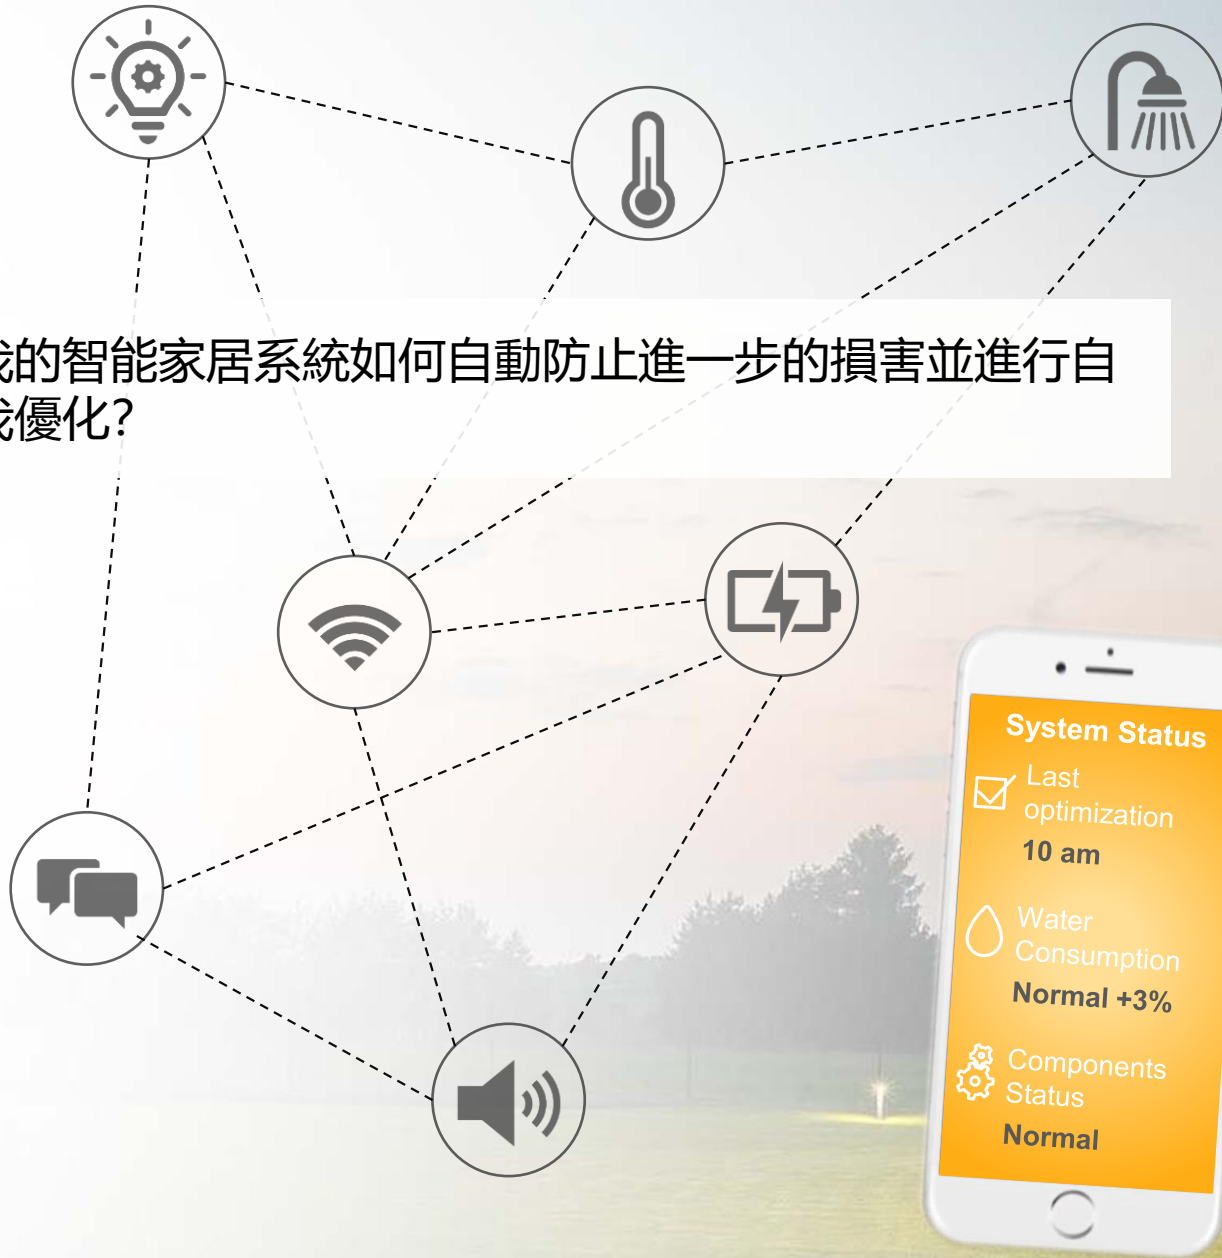 我的智能家居系統如何自動防止進一步的損害並進行自
我優化？
System Status
Last
optimization
10 am
Water
Consumption
Normal +3%
Components
Status
Normal